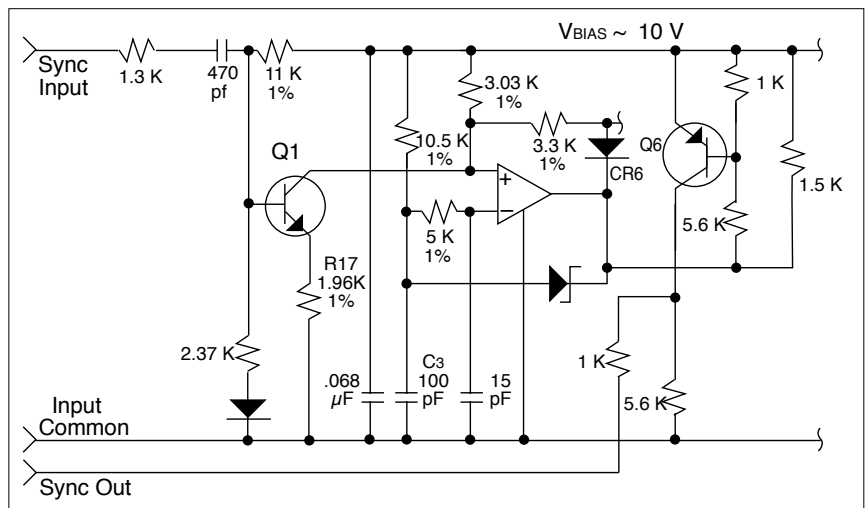 VBIAS ~ 10 V
Sync
Input
1.3 K
470
pf
11 K
1%
3.03 K
1%
1 K
10.5 K
1%
3.3 K
1%
CR6
Q6
1.5 K
Q1
+
−
5 K
1%
5.6 K
R17
1.96K
1%
2.37 K
.068
µF
C3
100
pF
15
pF
1 K
5.6 K
Input
Common
Sync Out